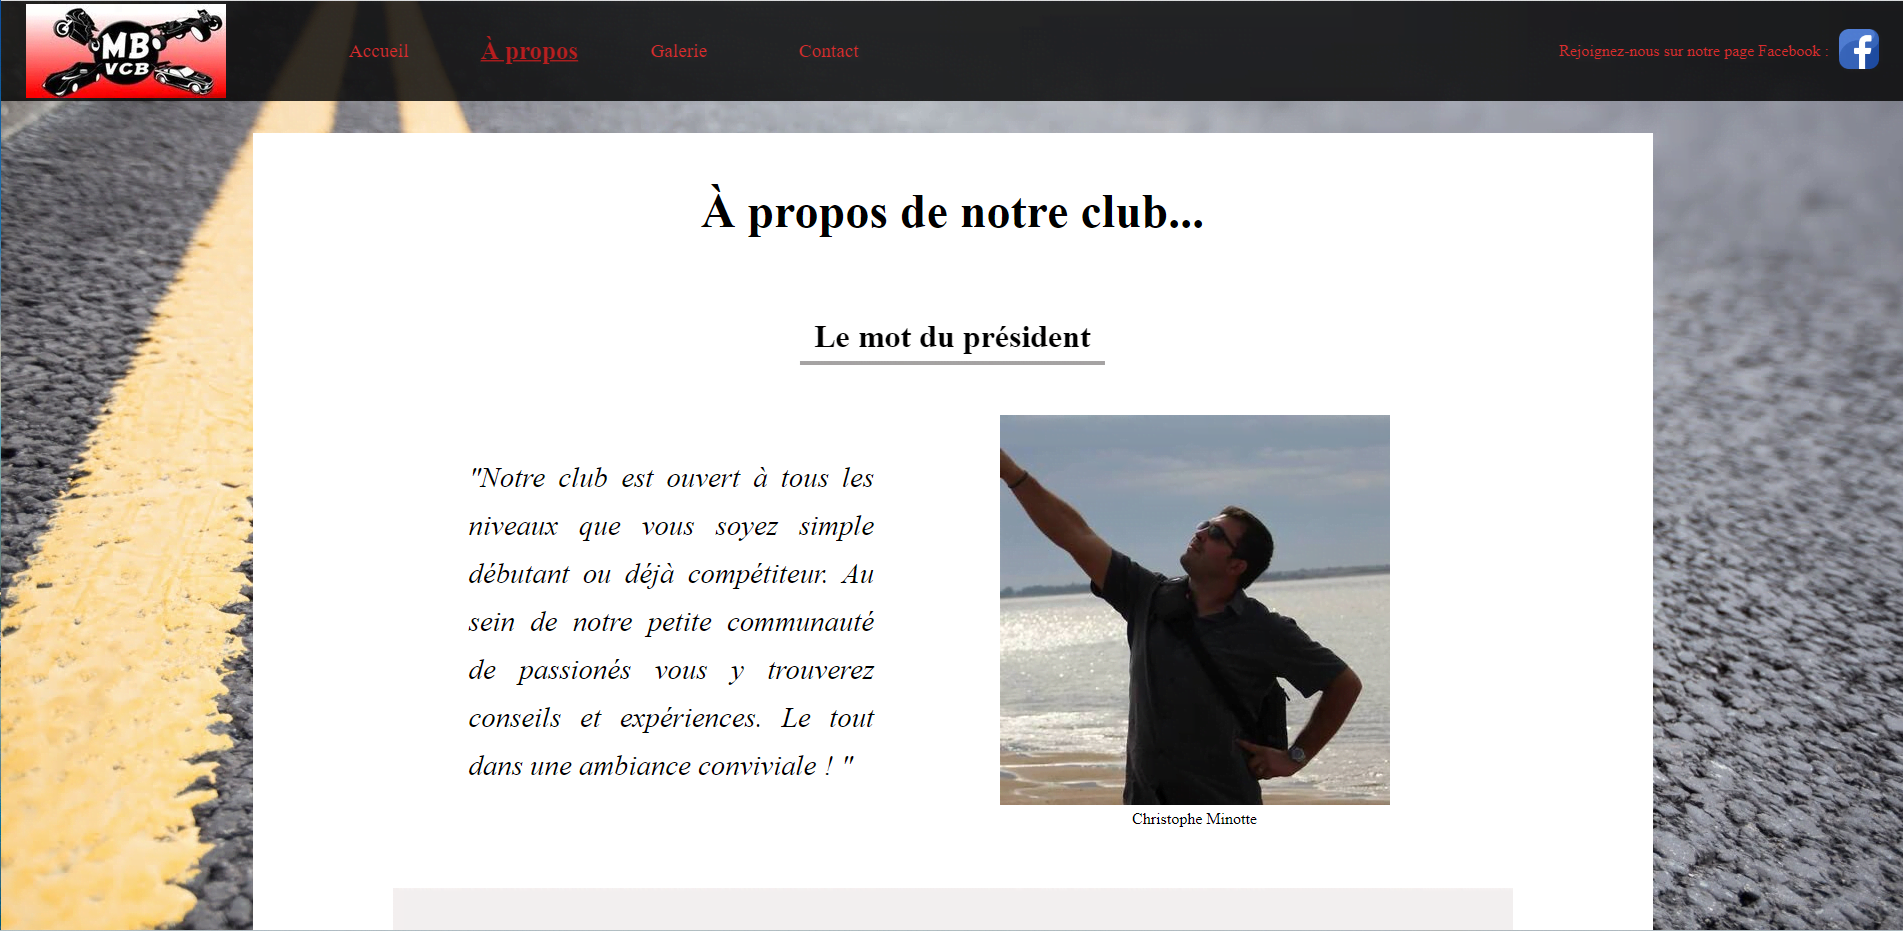 MB
VCB
Accueil
À propos
Galerie
Contact
Rejoignez-nous sur notre page Facebook :
À propos de notre club...
Le mot du président
"Notre club est ouvert à tous les
niveaux que vous soyez simple
débutant ou déjà compétiteur. Au
sein de notre petite communauté
de passionés vous y trouverez
conseils et expériences. Le tout
dans une ambiance conviviale ! "
Christophe Minotte